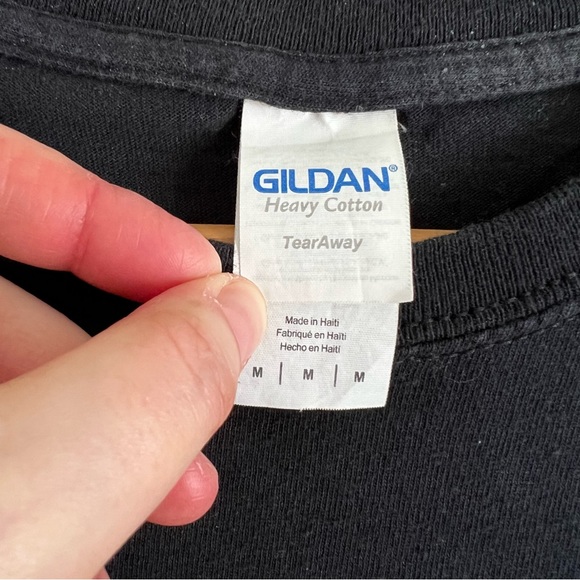 GILDAN®
Heavy Cotton
TearAway
Made in Haiti
Fabriqué en Haïti
Hecho en Haití
M | M | M